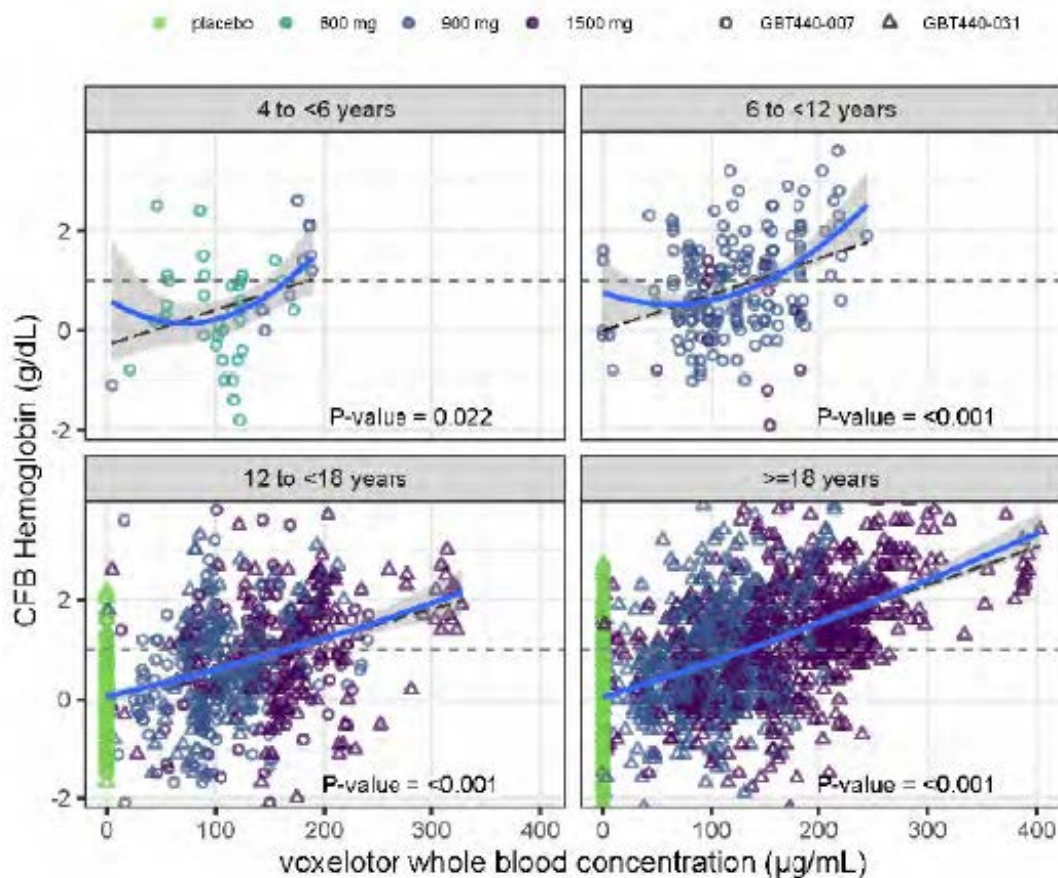 placebo 600 mg 900 mg 1500 mg GBT440-007 GBT440-031
4 to <6 years 6 to <12 years
2
0
-2
P-value = 0.022 P-value = <0.001
12 to <18 years >=18 years
2
0
-2
P-value = <0.001 P-value = <0.001
0 100 200 300 400 0 100 200 300 400
CFB Hemoglobin (g/dL)
voxelotor whole blood concentration (µg/mL)